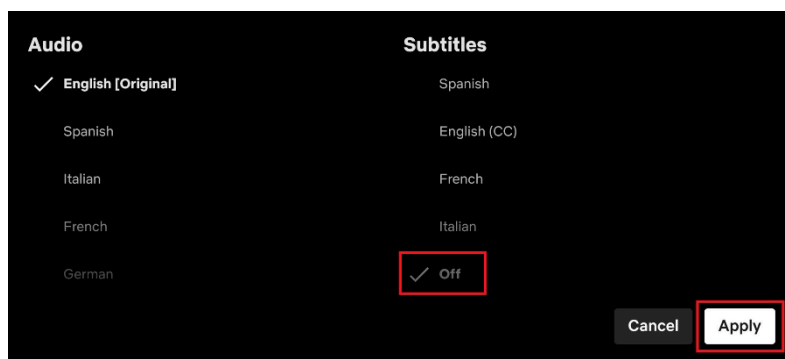 Audio
English [Original]
Spanish
Italian
French
German
Subtitles
Spanish
English (CC)
French
Italian
Off
Cancel
Apply